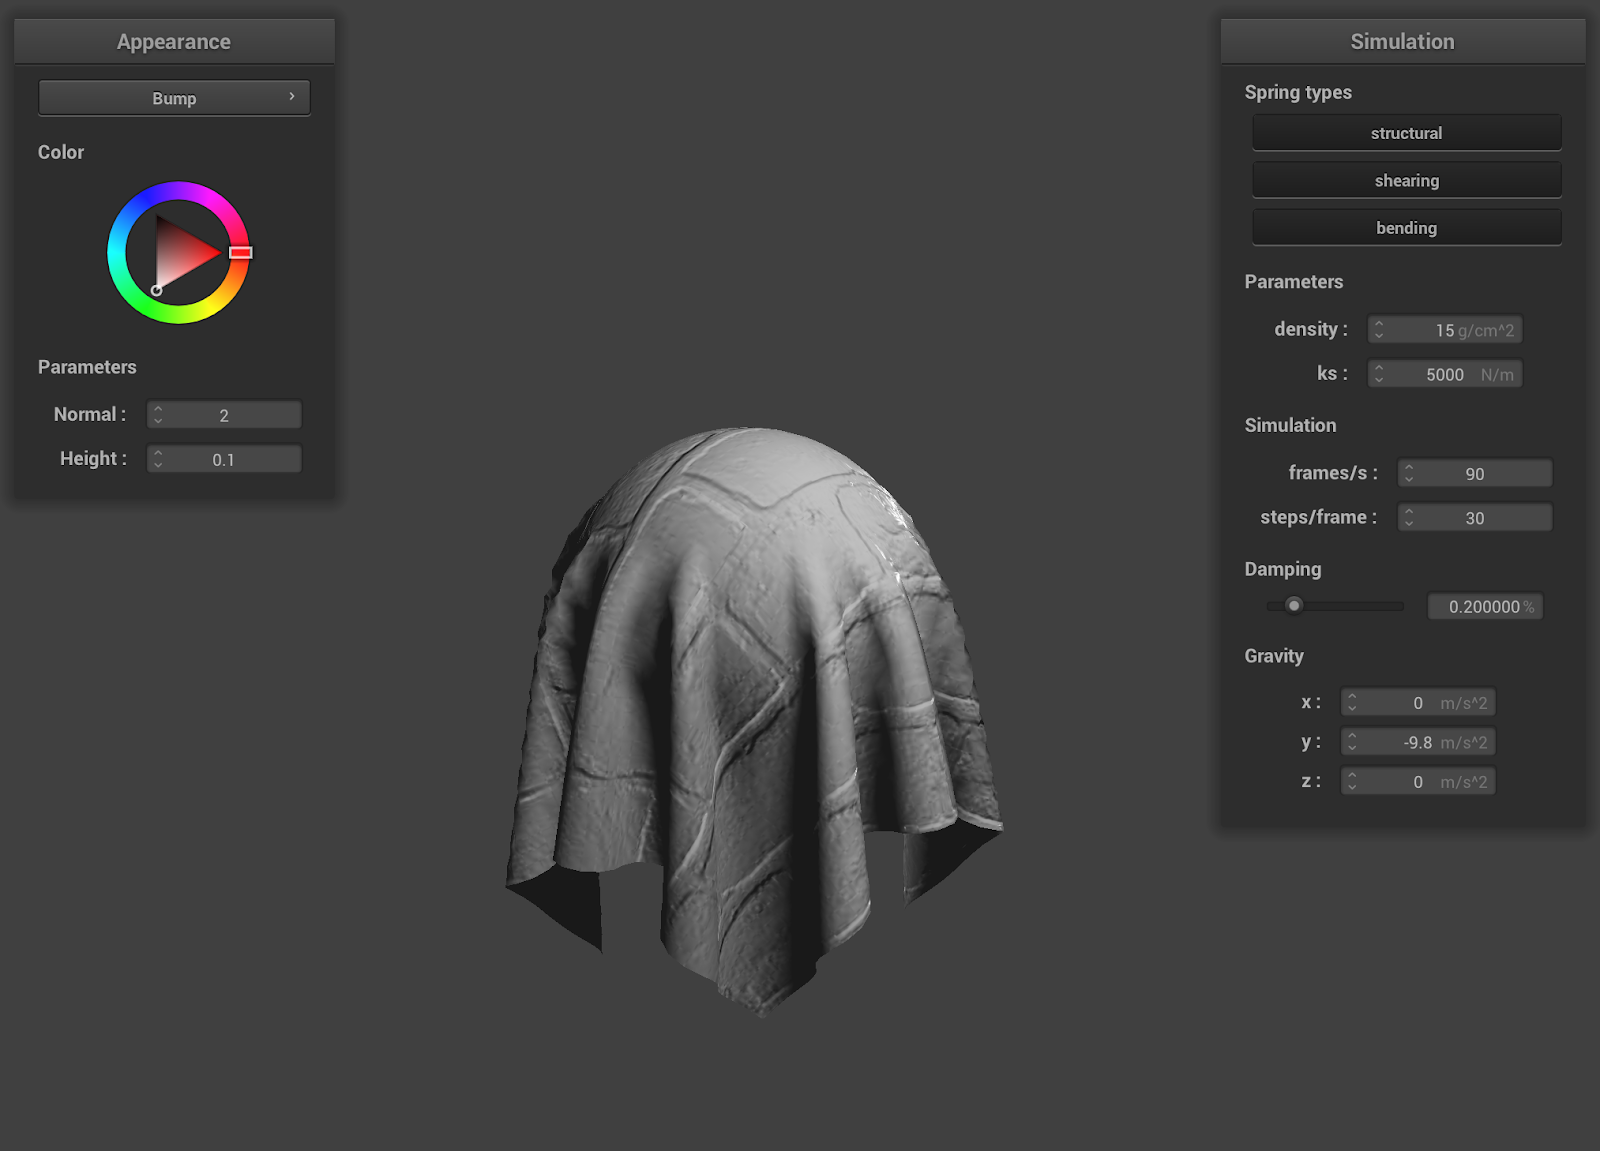 Appearance
Bump
Color
Parameters
Normal : 2
Height : 0.1
Simulation
Spring types
structural
shearing
bending
Parameters
density : 15 g/cm^2
ks : 5000 N/m
Simulation
frames/s : 90
steps/frame : 30
Damping
0.200000 %
Gravity
x : 0 m/s^2
y : -9.8 m/s^2
z : 0 m/s^2